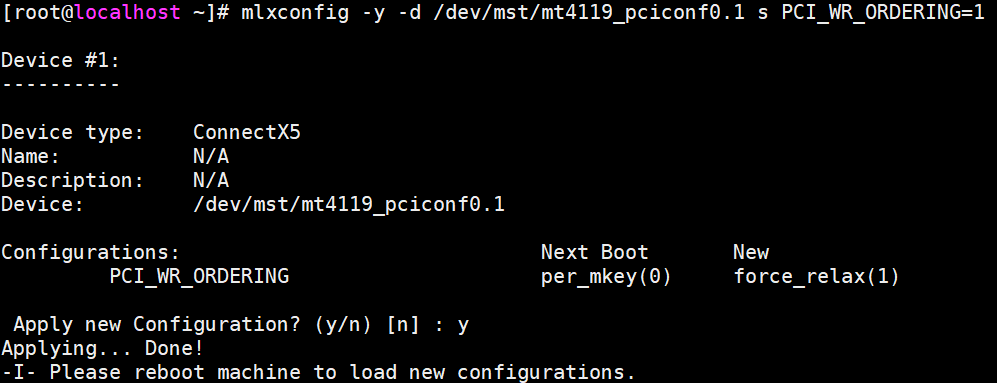 [root@localhost ~]# mlxconfig -y -d /dev/mst/mt4119_pciconf0.1 s PCI_WR_ORDERING=1
Device #1:
----------
Device type:    ConnectX5
Name:           N/A
Description:    N/A
Device:         /dev/mst/mt4119_pciconf0.1
Configurations:                              Next Boot       New
         PCI_WR_ORDERING                     per_mkey(0)     force_relax(1)
 Apply new Configuration? (y/n) [n] : y
Applying... Done!
-I- Please reboot machine to load new configurations.